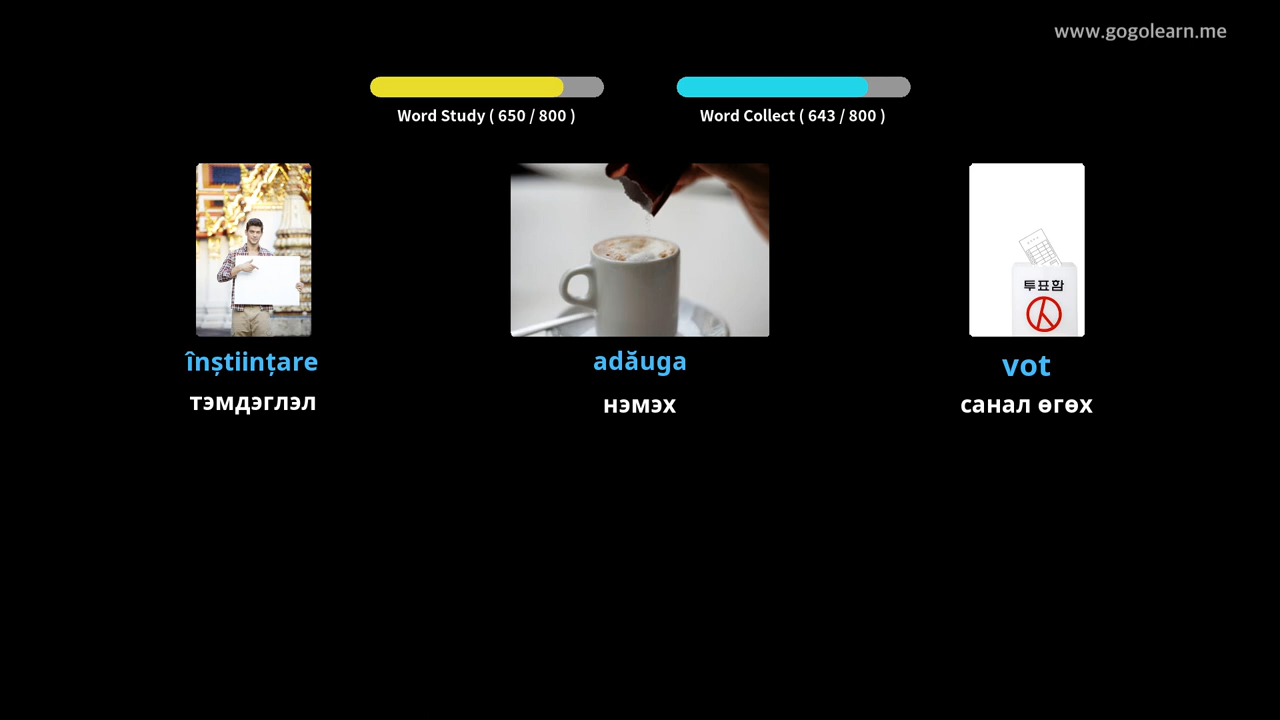 www.gogolearn.me
Word Study ( 650 / 800 )
Word Collect ( 643 / 800 )
투표함
înștiințare
adăuga
vot
тэмдэглэл
нэмэх
санал өгөх